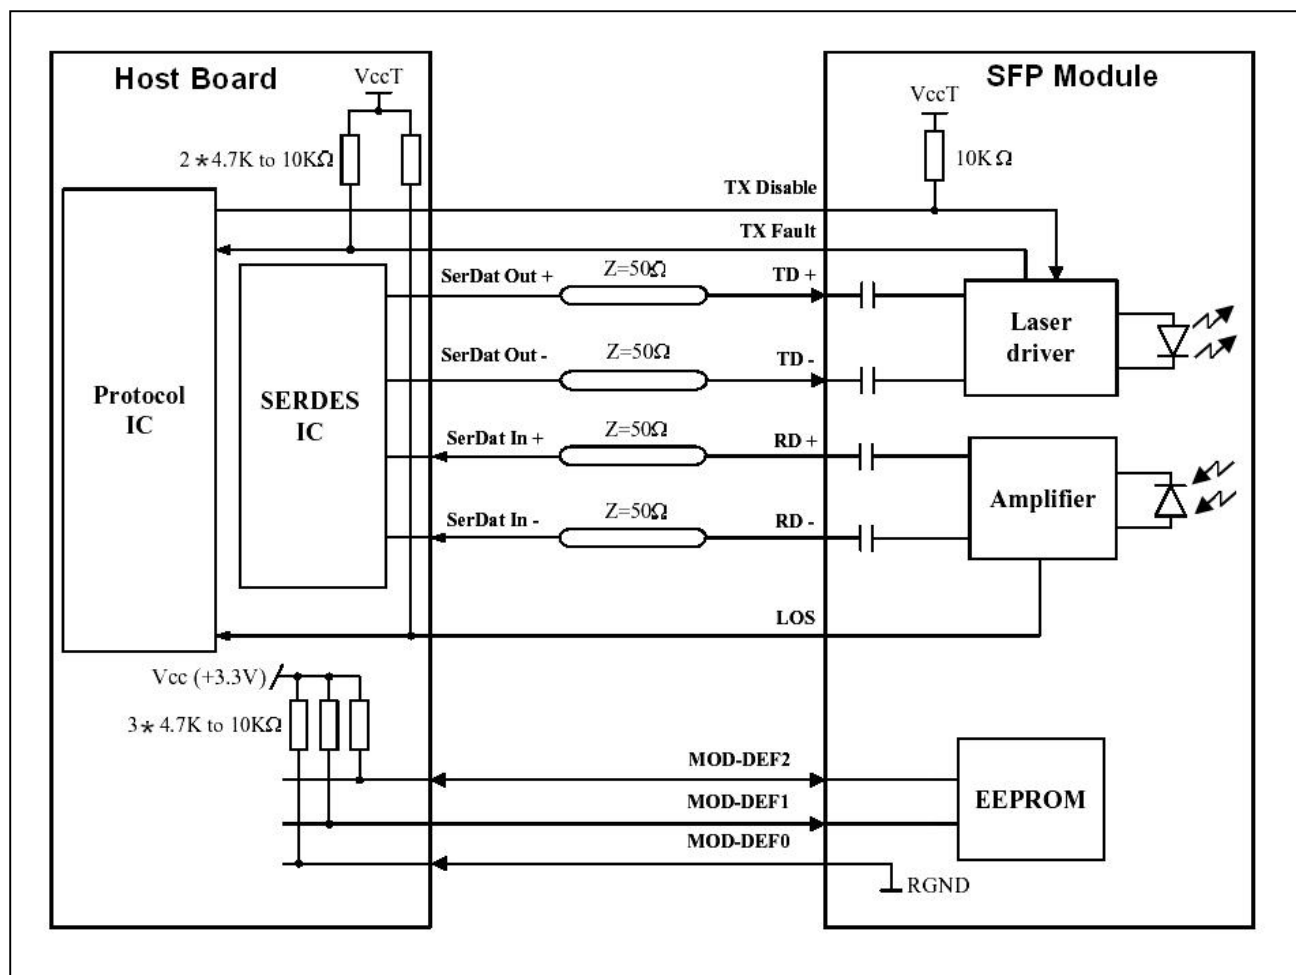 Host Board
SFP Module
VccT
VccT
2*4.7K to 10KΩ
10KΩ
TX Disable
TX Fault
SerDat Out +
Z=50Ω
TD +
Laser
driver
SerDat Out -
Z=50Ω
TD -
Protocol
IC
SERDES
IC
SerDat In +
Z=50Ω
RD +
Amplifier
SerDat In -
Z=50Ω
RD -
LOS
Vcc (+3.3V)
3*4.7K to 10KΩ
MOD-DEF2
MOD-DEF1
MOD-DEF0
EEPROM
RGND